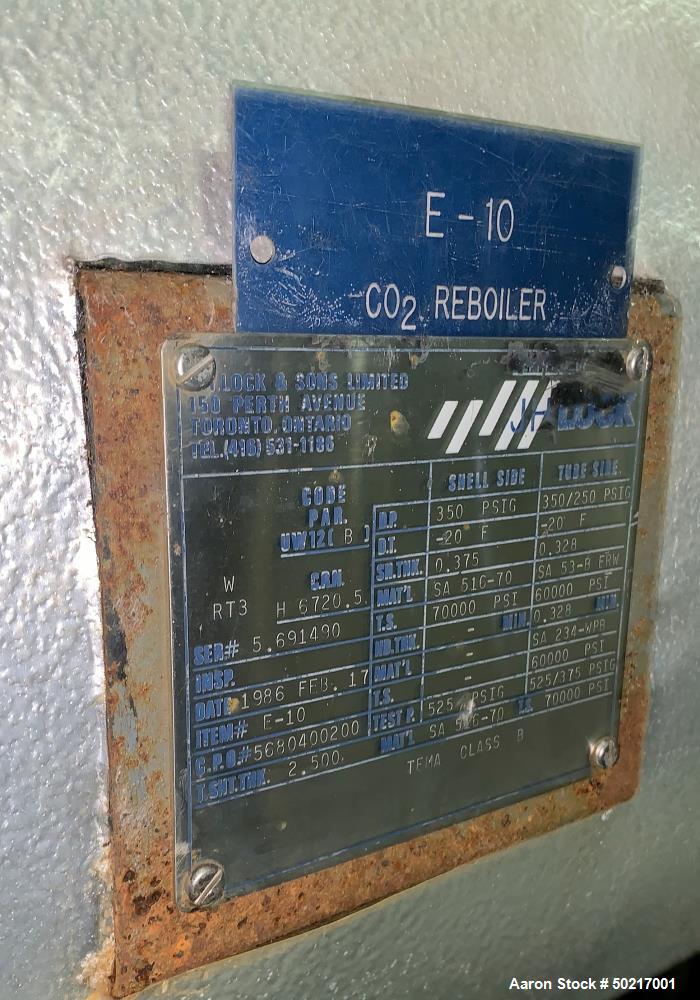 E-10
CO2 REBOILER
LOCK & SONS LIMITED
150 PERTH AVENUE
TORONTO, ONTARIO
TEL.(416) 531-1186
JH LOCK
SHELL SIDE TUBE SIDE
CODE PAR. UW12( B )
D.P. 350 PSIG 350/250 PSIG
D.T. -20 F -20 F
SH.THK. 0.375 0.328
W
RT3
CRN. H 6720.5
MAT'L SA 516-70 SA 53-B ERW
T.S. 70000 PSI 60000 PSI
SER# 5.691490
HD.THK. - MIN. 0.328 MIN.
INSP.
MAT'L - SA 234-WPB
DATE 1986 FEB. 17
T.S. - 60000 PSI
ITEM# E-10
TEST P. 525 PSIG 525/375 PSIG
C.P.O.# 5680400200
MAT'L SA 516-70 T.S. 70000 PSI
T.SHT.THK. 2.500
TEMA CLASS B
Aaron Stock # 50217001